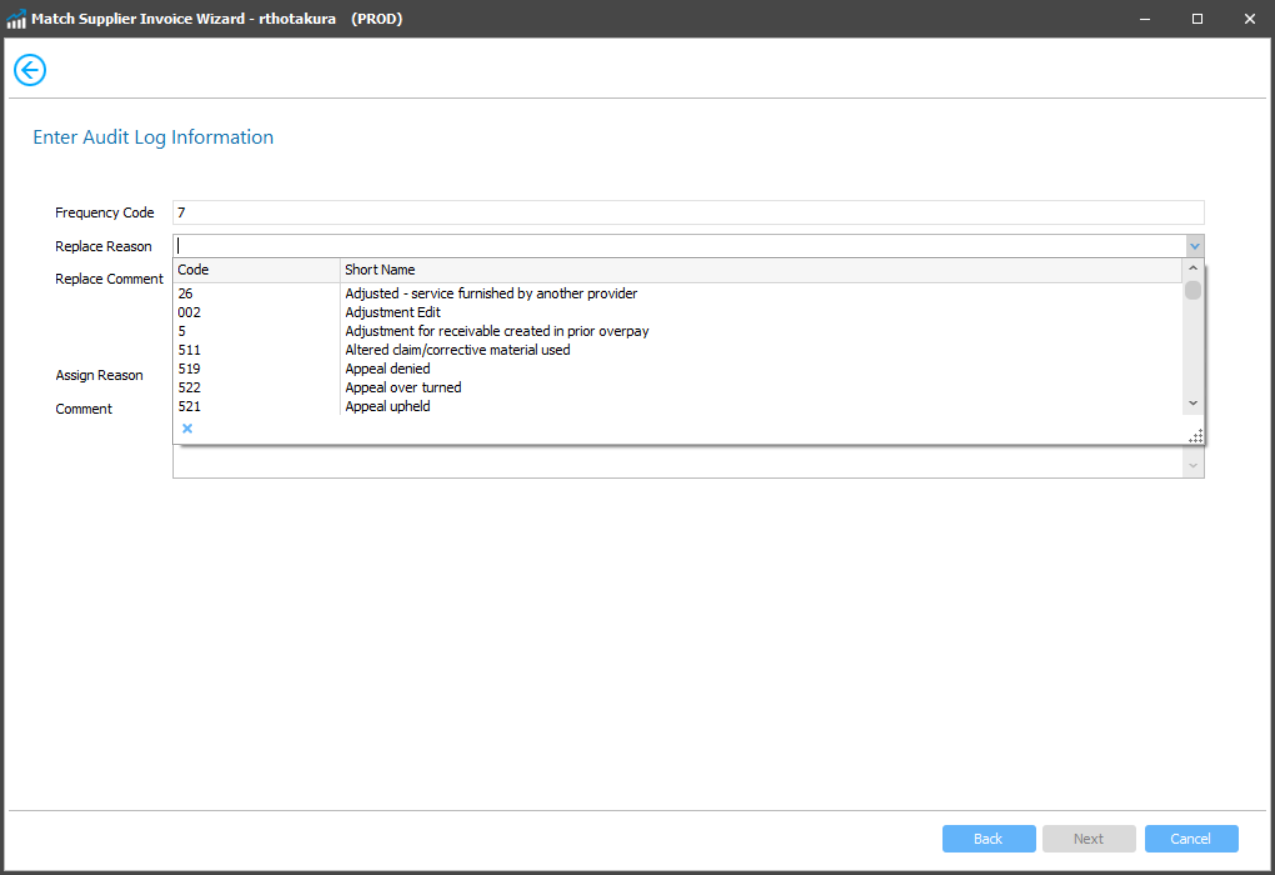 Match Supplier Invoice Wizard - rthotakura (PROD)
Enter Audit Log Information
Frequency Code 7
Replace Reason
Replace Comment
Code Short Name
26 Adjusted - service furnished by another provider
002 Adjustment Edit
5 Adjustment for receivable created in prior overpay
511 Altered claim/corrective material used
519 Appeal denied
522 Appeal over turned
521 Appeal upheld
Assign Reason
Comment
Back Next Cancel